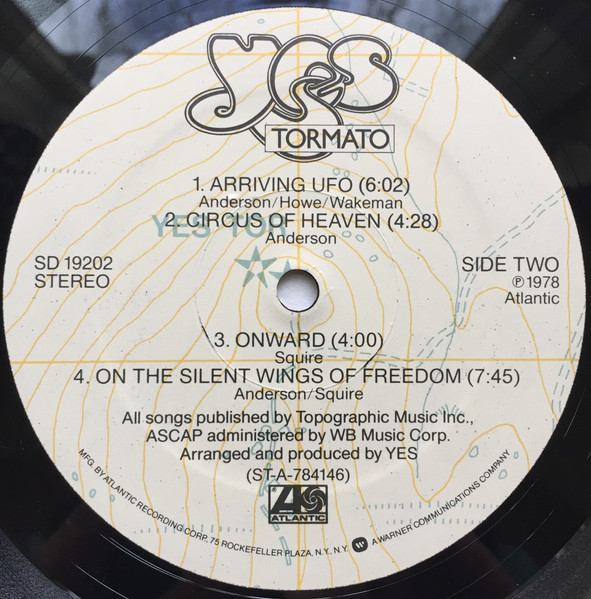 YES
TORMATO
1. ARRIVING UFO (6:02)
Anderson/Howe/Wakeman
2. CIRCUS OF HEAVEN (4:28)
Anderson
YES TOR
SD 19202
STEREO
SIDE TWO
℗ 1978
Atlantic
3. ONWARD (4:00)
Squire
4. ON THE SILENT WINGS OF FREEDOM (7:45)
Anderson/Squire
All songs published by Topographic Music Inc.,
ASCAP administered by WB Music Corp.
Arranged and produced by YES
(ST-A-784146)
ATLANTIC
MFG. BY ATLANTIC RECORDING CORP. 75 ROCKEFELLER PLAZA, N.Y. N.Y. A WARNER COMMUNICATIONS COMPANY